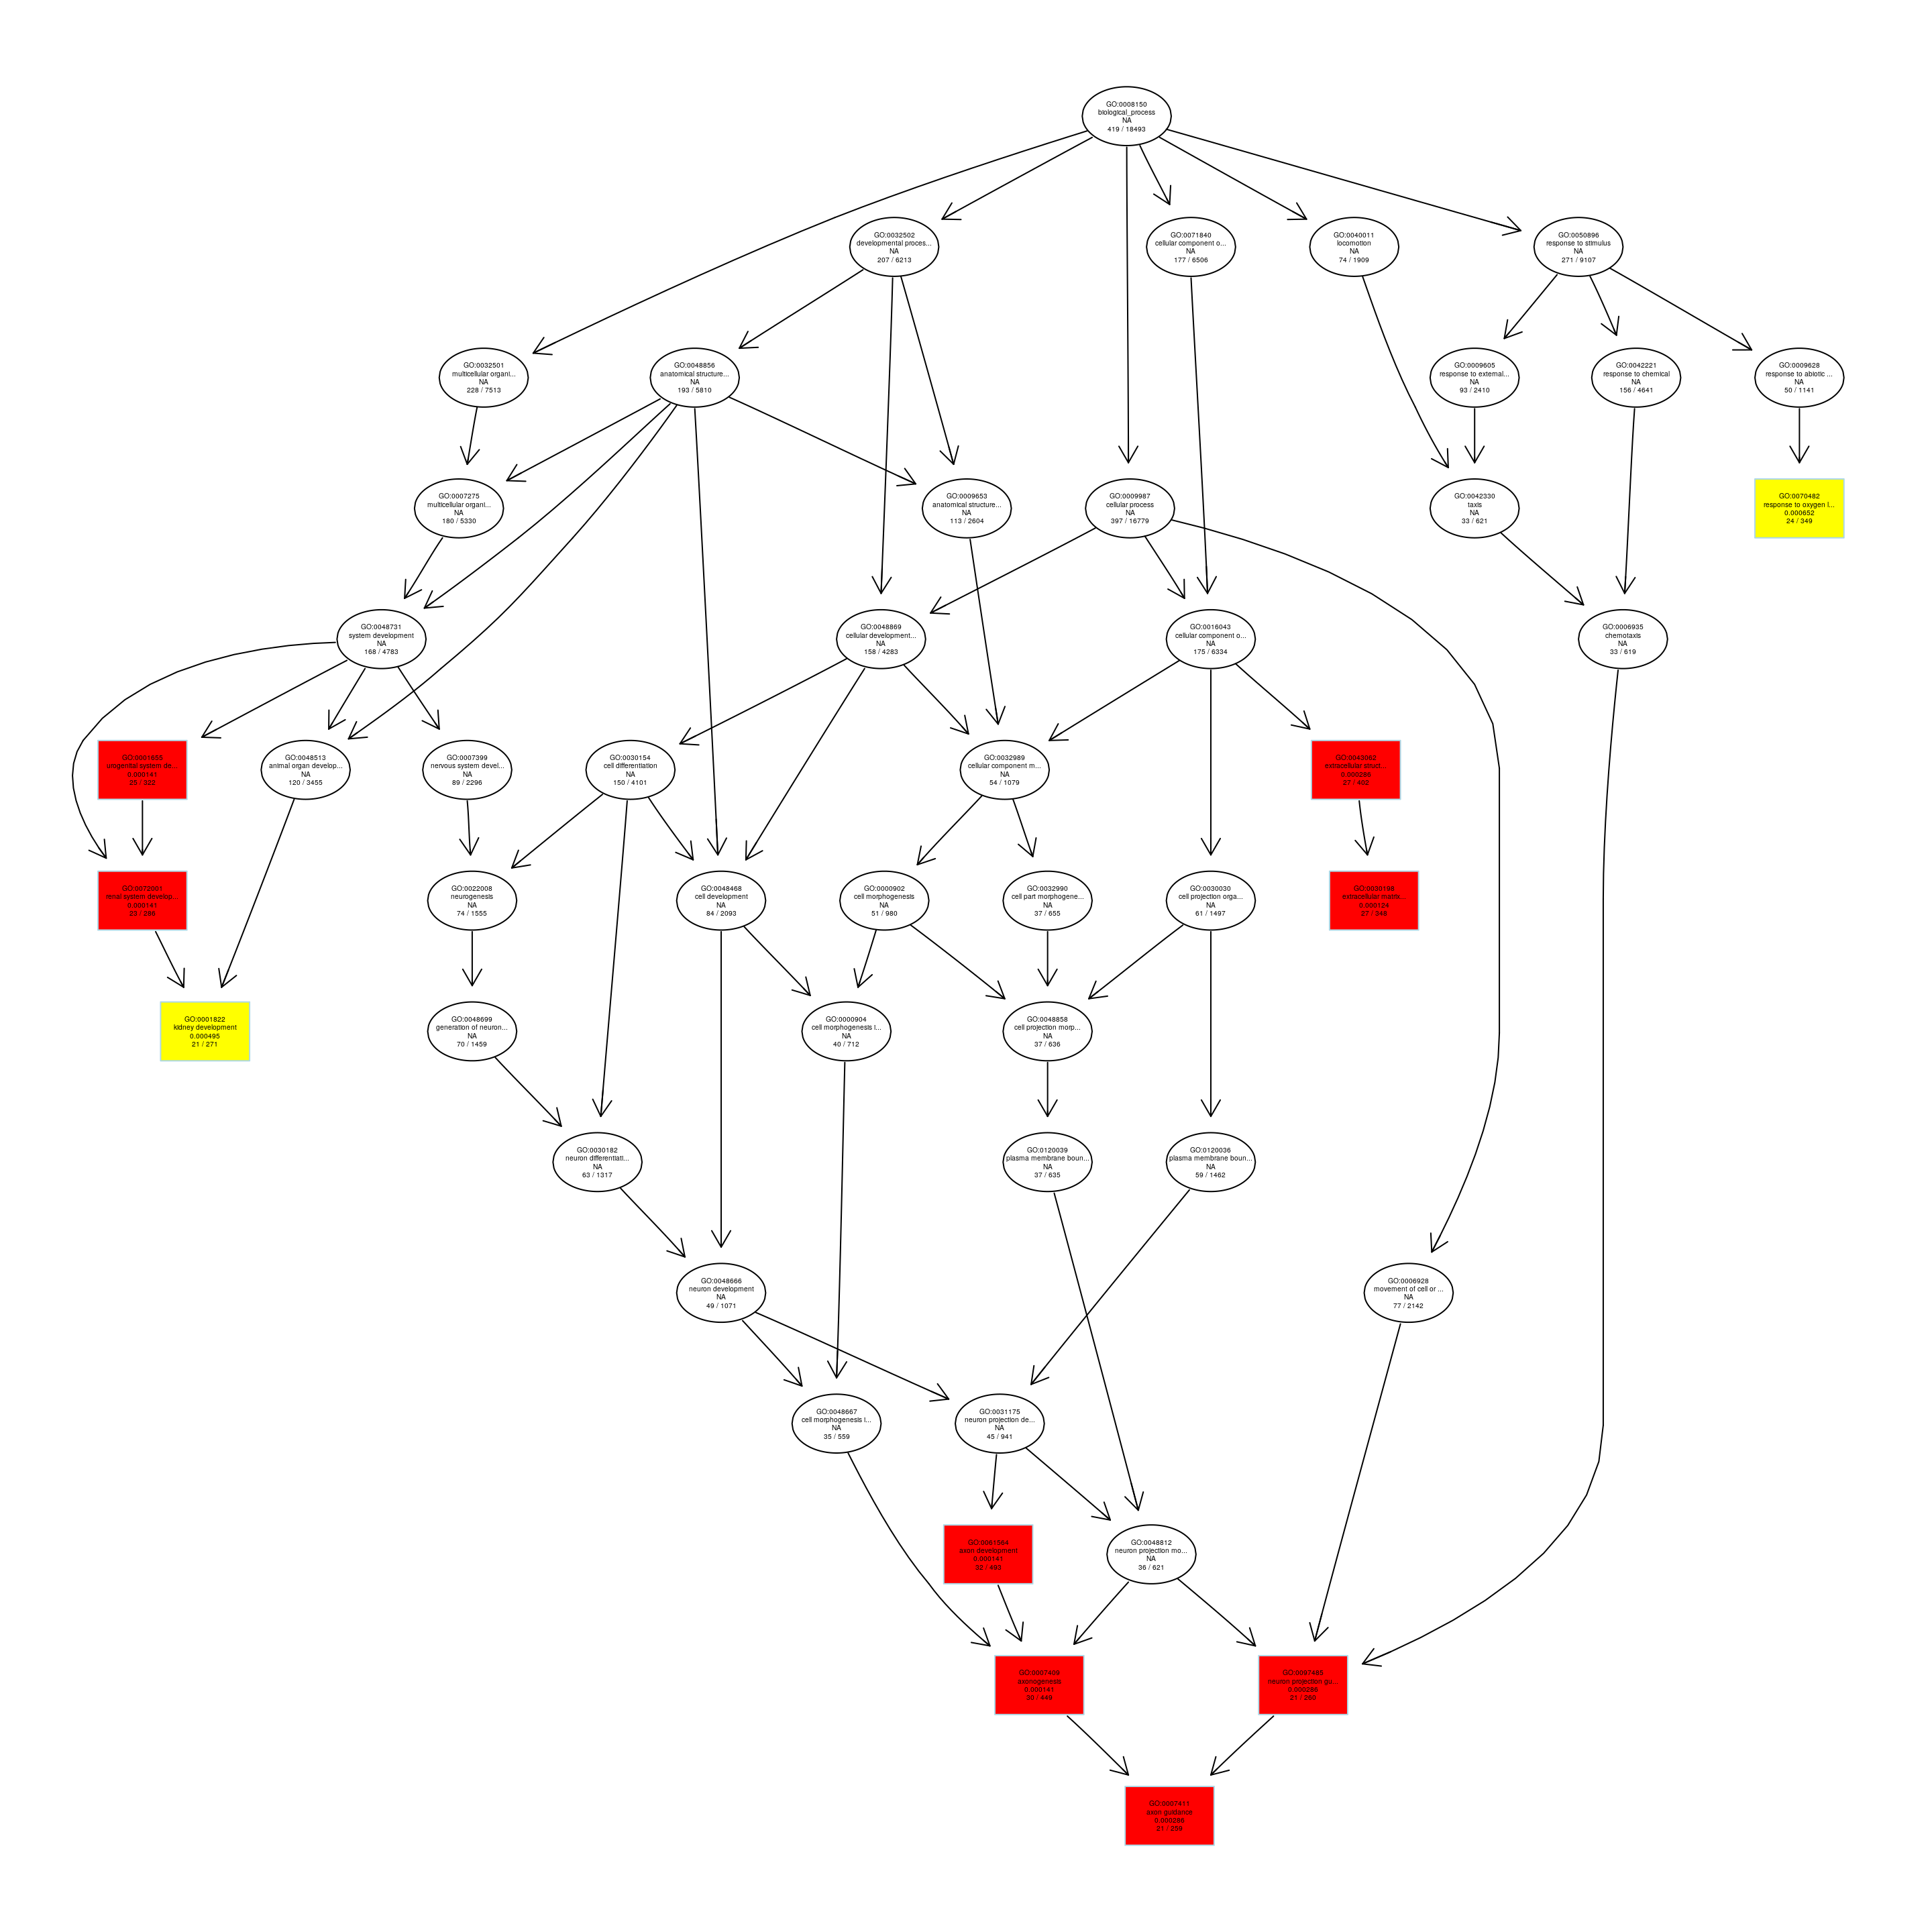 GO:0008150
biological_process
NA
419 / 18493
GO:0032502
developmental proces...
NA
207 / 6213
GO:0071840
cellular component o...
NA
177 / 6506
GO:0040011
locomotion
NA
74 / 1909
GO:0050896
response to stimulus
NA
271 / 9107
GO:0032501
multicellular organi...
NA
228 / 7513
GO:0048856
anatomical structure...
NA
193 / 5810
GO:0009605
response to external...
NA
93 / 2410
GO:0042221
response to chemical
NA
156 / 4641
GO:0009628
response to abiotic ...
NA
50 / 1141
GO:0007275
multicellular organi...
NA
180 / 5330
GO:0009653
anatomical structure...
NA
113 / 2604
GO:0009987
cellular process
NA
397 / 16779
GO:0042330
taxis
NA
33 / 621
GO:0070482
response to oxygen l...
0.000652
24 / 349
GO:0048731
system development
NA
168 / 4783
GO:0048869
cellular development...
NA
158 / 4283
GO:0016043
cellular component o...
NA
175 / 6334
GO:0006935
chemotaxis
NA
33 / 619
GO:0001655
urogenital system de...
0.000141
25 / 322
GO:0048513
animal organ develop...
NA
120 / 3455
GO:0007399
nervous system devel...
NA
89 / 2296
GO:0030154
cell differentiation
NA
150 / 4101
GO:0032989
cellular component m...
NA
54 / 1079
GO:0043062
extracellular struct...
0.000286
27 / 402
GO:0072001
renal system develop...
0.000141
23 / 286
GO:0022008
neurogenesis
NA
74 / 1555
GO:0048468
cell development
NA
84 / 2093
GO:0000902
cell morphogenesis
NA
51 / 980
GO:0032990
cell part morphogene...
NA
37 / 655
GO:0030030
cell projection orga...
NA
61 / 1497
GO:0030198
extracellular matrix...
0.000124
27 / 348
GO:0001822
kidney development
0.000495
21 / 271
GO:0048699
generation of neuron...
NA
70 / 1459
GO:0000904
cell morphogenesis i...
NA
40 / 712
GO:0048858
cell projection morp...
NA
37 / 636
GO:0030182
neuron differentiati...
NA
63 / 1317
GO:0120039
plasma membrane boun...
NA
37 / 635
GO:0120036
plasma membrane boun...
NA
59 / 1462
GO:0048666
neuron development
NA
49 / 1071
GO:0006928
movement of cell or ...
NA
77 / 2142
GO:0048667
cell morphogenesis i...
NA
35 / 559
GO:0031175
neuron projection de...
NA
45 / 941
GO:0061564
axon development
0.000141
32 / 493
GO:0048812
neuron projection mo...
NA
36 / 621
GO:0007409
axonogenesis
0.000141
30 / 449
GO:0097485
neuron projection gu...
0.000286
21 / 260
GO:0007411
axon guidance
0.000286
21 /